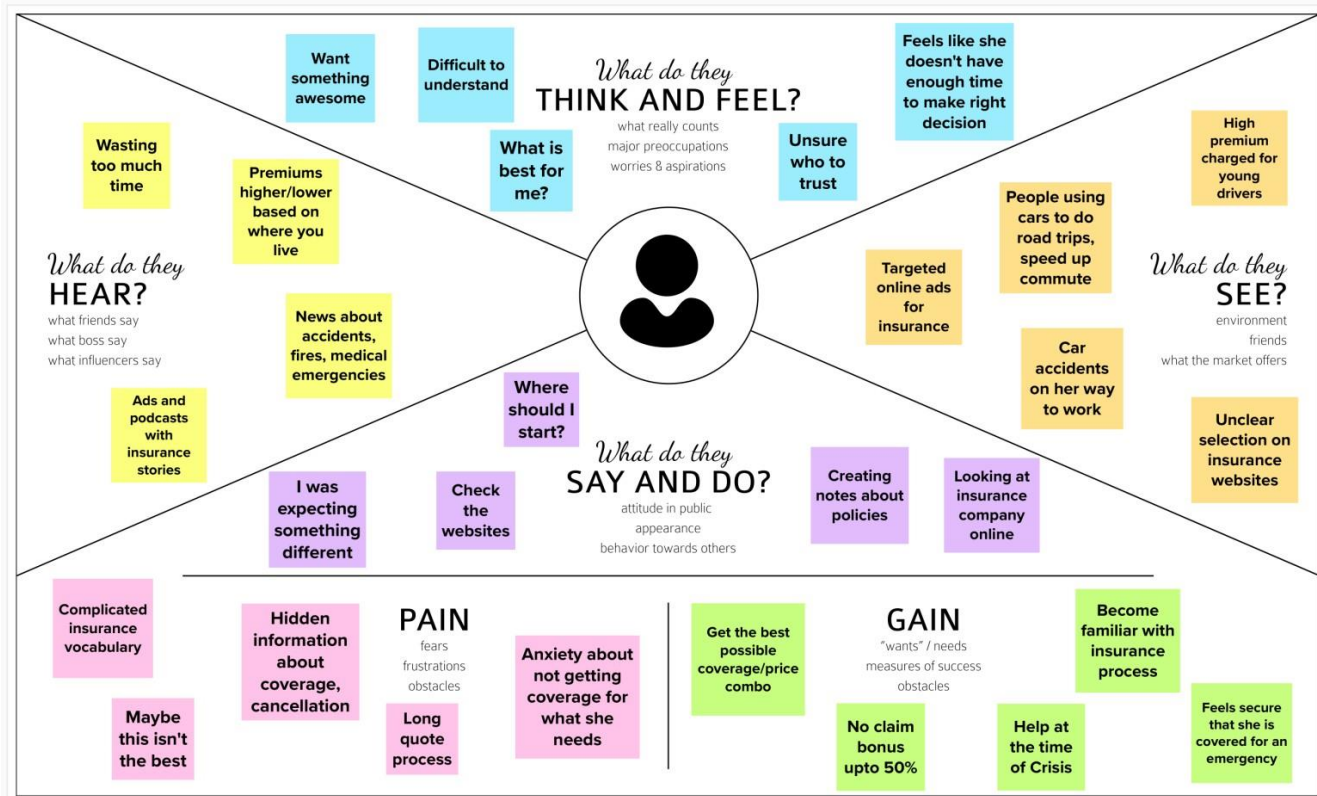 What do they
THINK AND FEEL?
what really counts
major preoccupations
worries & aspirations
Want
something
awesome
Difficult to
understand
What is
best for
me?
Unsure
who to
trust
Feels like she
doesn't have
enough time
to make right
decision
What do they
HEAR?
what friends say
what boss say
what influencers say
Wasting
too much
time
Premiums
higher/lower
based on
where you
live
News about
accidents,
fires, medical
emergencies
Ads and
podcasts
with
insurance
stories
What do they
SEE?
environment
friends
what the market offers
High
premium
charged for
young
drivers
People using
cars to do
road trips,
speed up
commute
Targeted
online ads
for
insurance
Car
accidents
on her way
to work
Unclear
selection on
insurance
websites
What do they
SAY AND DO?
attitude in public
appearance
behavior towards others
Where
should I
start?
I was
expecting
something
different
Check
the
websites
Creating
notes about
policies
Looking at
insurance
company
online
PAIN
fears
frustrations
obstacles
Complicated
insurance
vocabulary
Maybe
this isn't
the best
Hidden
information
about
coverage,
cancellation
Long
quote
process
Anxiety about
not getting
coverage for
what she
needs
GAIN
"wants" / needs
measures of success
obstacles
Get the best
possible
coverage/price
combo
No claim
bonus
upto 50%
Help at
the time
of Crisis
Become
familiar with
insurance
process
Feels secure
that she is
covered for an
emergency